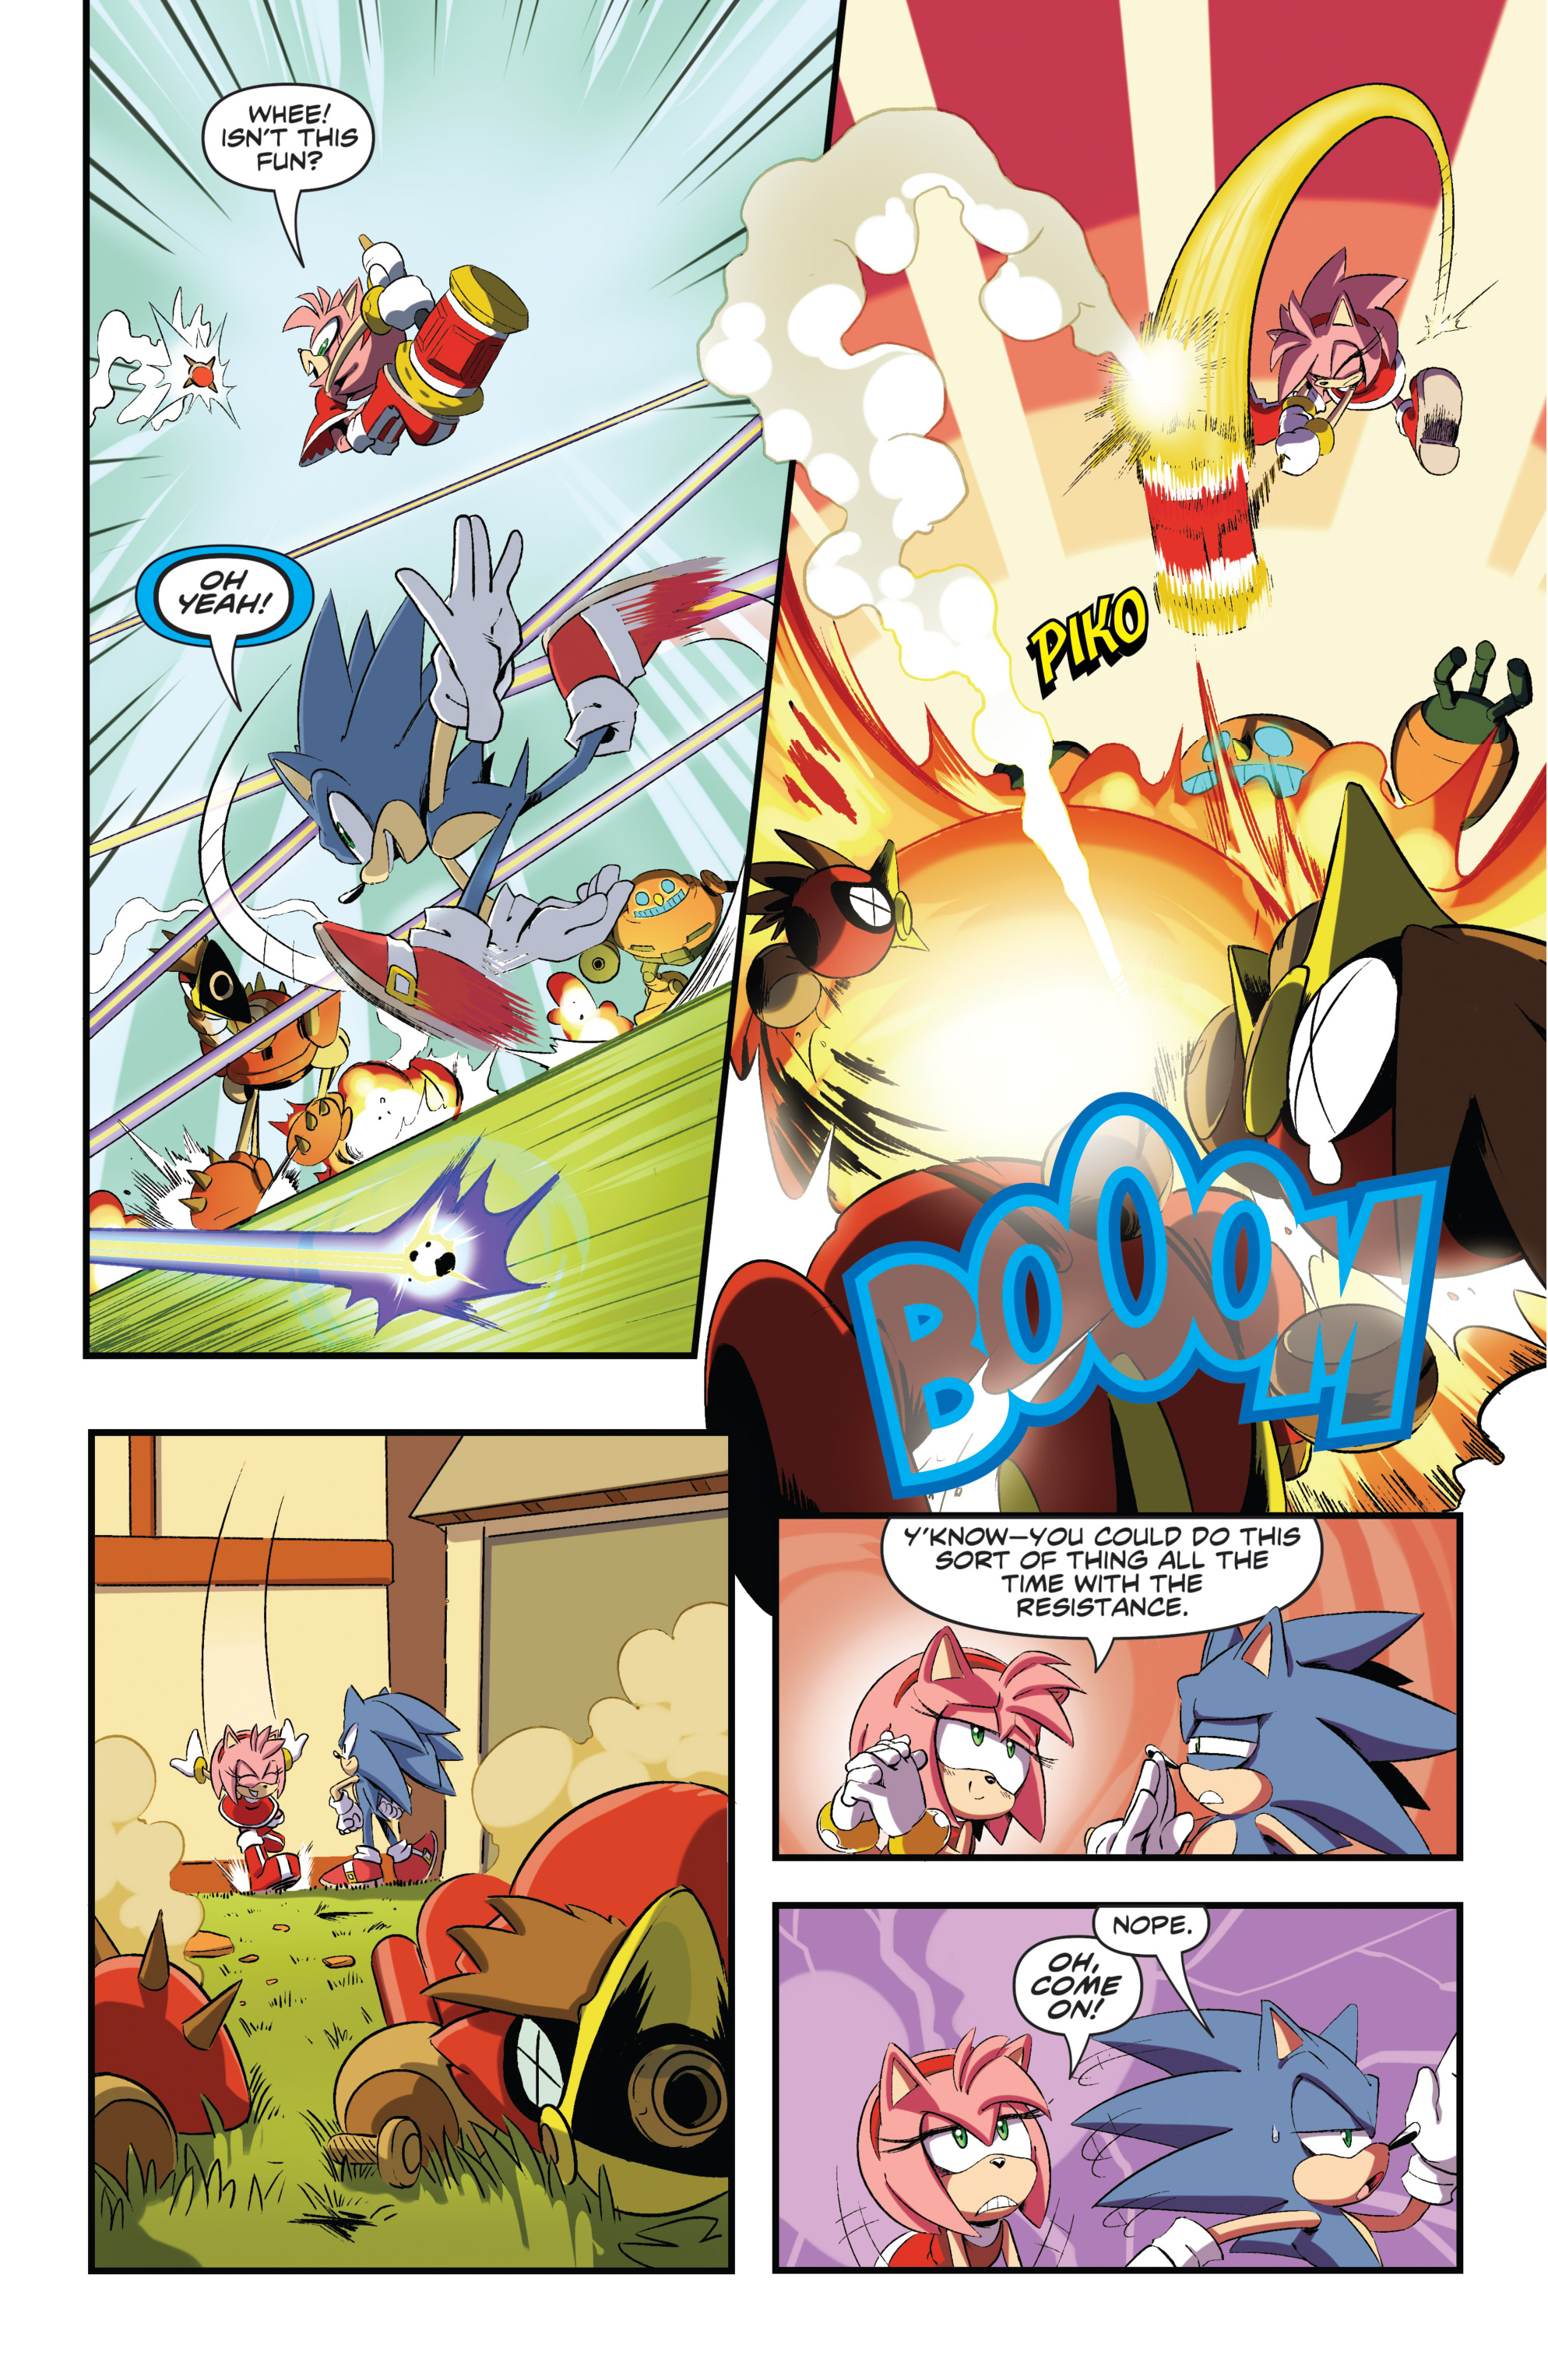 WHEE!
ISN'T THIS
FUN?
OH
YEAH!
PIKO
BOOOM
Y'KNOW—YOU COULD DO THIS
SORT OF THING ALL THE
TIME WITH THE
RESISTANCE.
NOPE.
OH,
COME
ON!